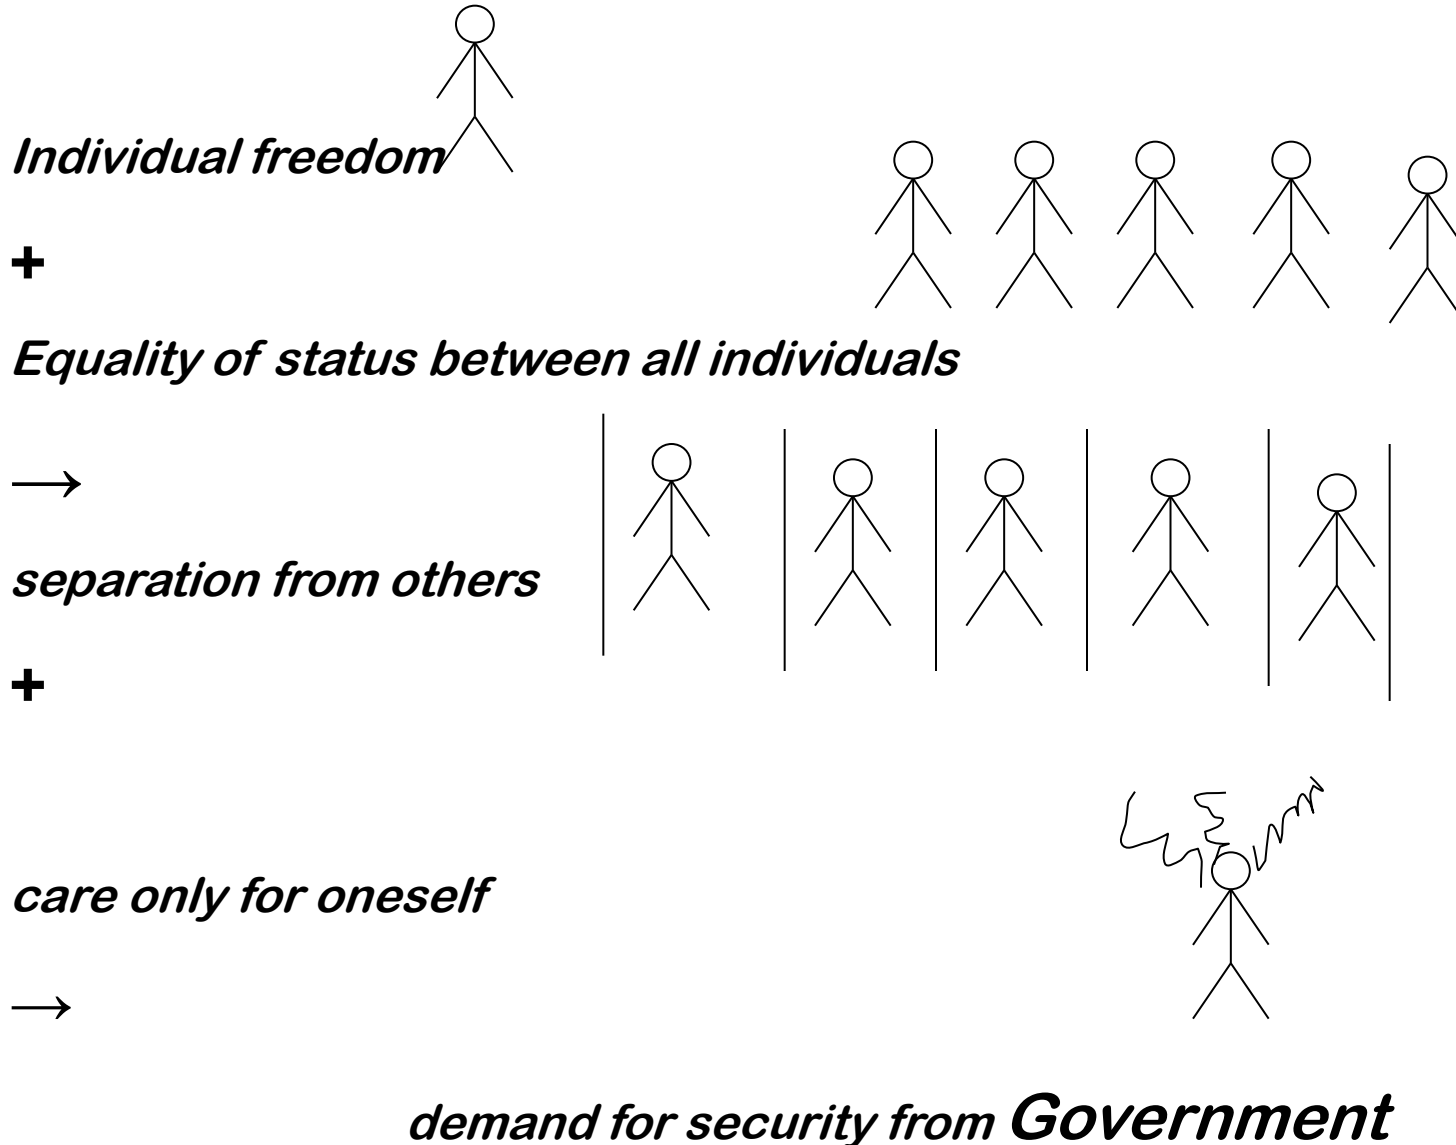 Individual freedom
+
Equality of status between all individuals
→
separation from others
+
care only for oneself
→
demand for security from Government